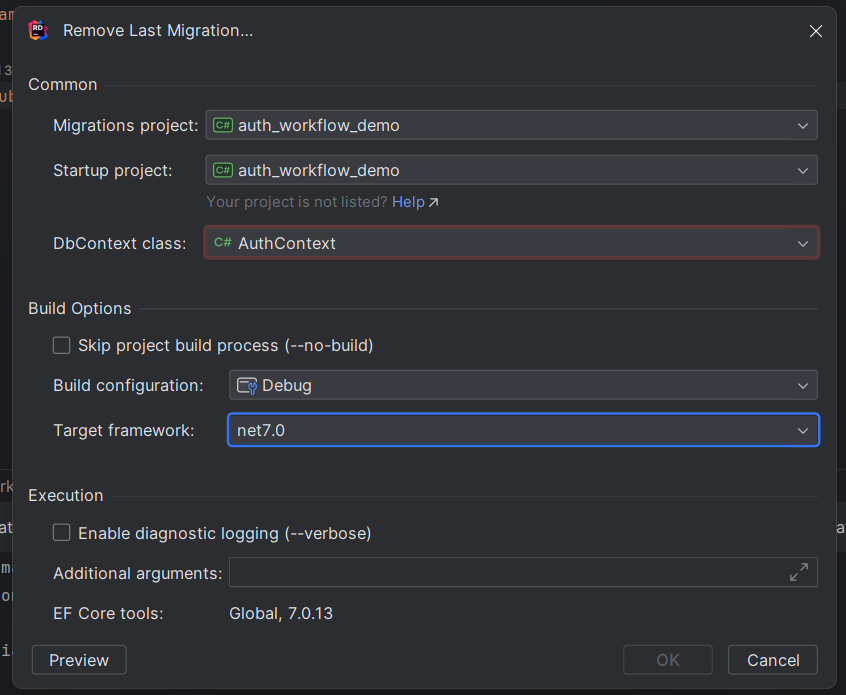 RD
Remove Last Migration...
Common
Migrations project: C# auth_workflow_demo
Startup project: C# auth_workflow_demo
Your project is not listed? Help↗
DbContext class: C# AuthContext
Build Options
Skip project build process (--no-build)
Build configuration: Debug
Target framework: net7.0
Execution
Enable diagnostic logging (--verbose)
Additional arguments:
EF Core tools: Global, 7.0.13
Preview OK Cancel